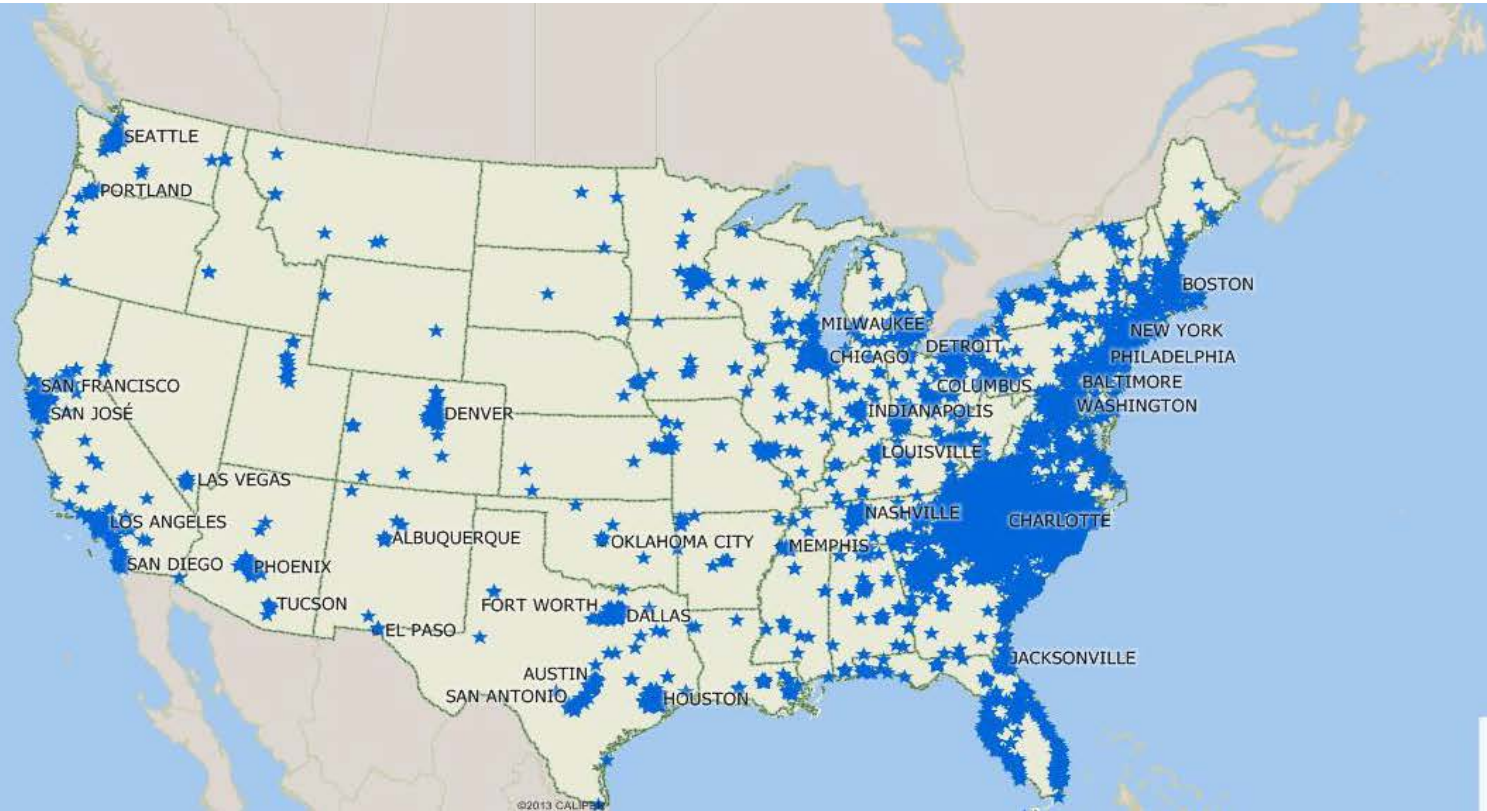 SEATTLE
PORTLAND
BOSTON
MILWAUKEE
NEW YORK
DETROIT
CHICAGO
PHILADELPHIA
SAN FRANCISCO
COLUMBUS
BALTIMORE
SAN JOSÉ
DENVER
INDIANAPOLIS
WASHINGTON
LOUISVILLE
LAS VEGAS
NASHVILLE
LOS ANGELES
CHARLOTTE
ALBUQUERQUE
OKLAHOMA CITY
MEMPHIS
SAN DIEGO
PHOENIX
TUCSON
FORT WORTH
DALLAS
EL PASO
JACKSONVILLE
AUSTIN
SAN ANTONIO
HOUSTON
©2013